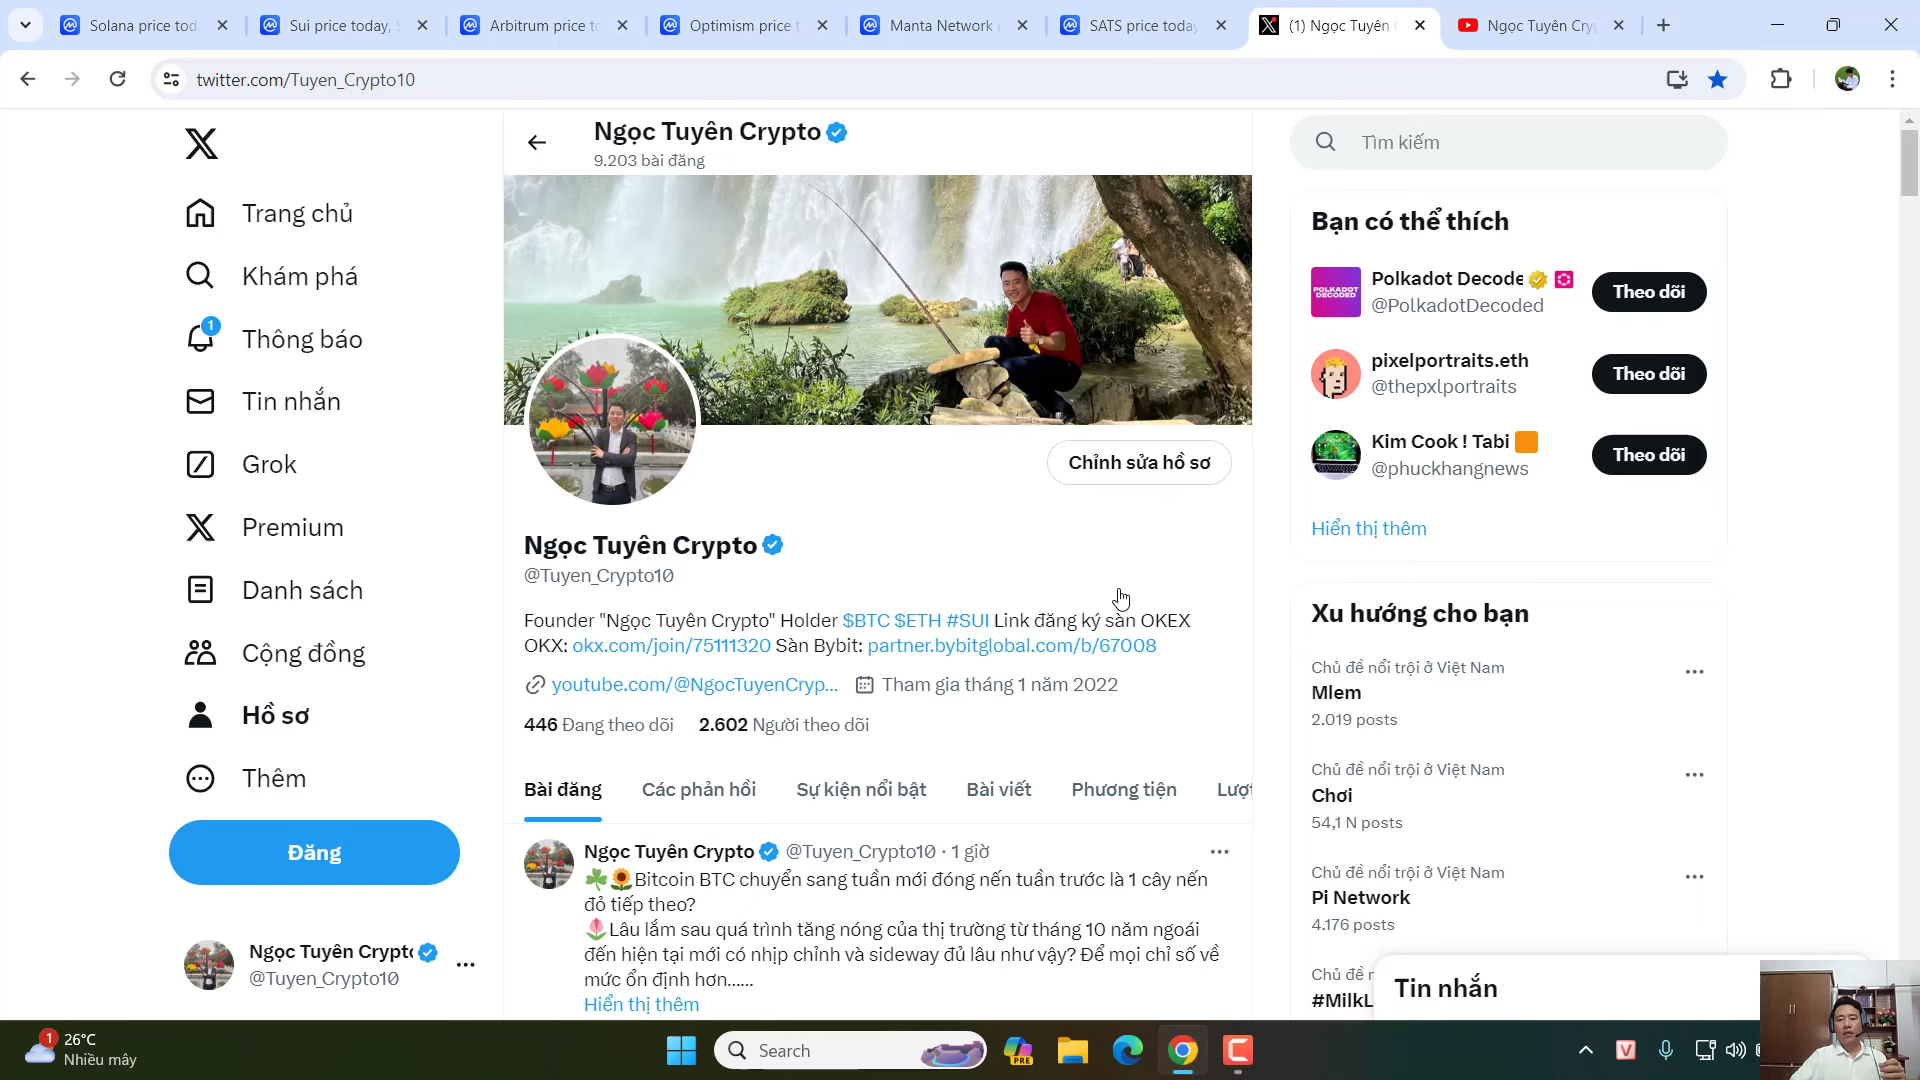 Solana price tod
Sui price today, S
Arbitrum price to
Optimism price t
Manta Network
SATS price today
(1) Ngọc Tuyên C
Ngọc Tuyên Cry
twitter.com/Tuyen_Crypto10
Trang chủ
Khám phá
1
Thông báo
Tin nhắn
Grok
Premium
Danh sách
Cộng đồng
Hồ sơ
Thêm
Đăng
Ngọc Tuyên Crypto
@Tuyen_Crypto10
Ngọc Tuyên Crypto
9.203 bài đăng
Chỉnh sửa hồ sơ
Ngọc Tuyên Crypto
@Tuyen_Crypto10
Founder "Ngọc Tuyên Crypto" Holder $BTC $ETH #SUI Link đăng ký sàn OKEX
OKX: okx.com/join/75111320 Sàn Bybit: partner.bybitglobal.com/b/67008
youtube.com/@NgocTuyenCryp... Tham gia tháng 1 năm 2022
446 Đang theo dõi 2.602 Người theo dõi
Bài đăng Các phản hồi Sự kiện nổi bật Bài viết Phương tiện Lượt
Ngọc Tuyên Crypto @Tuyen_Crypto10 · 1 giờ
☘️🌻Bitcoin BTC chuyển sang tuần mới đóng nến tuần trước là 1 cây nến
đỏ tiếp theo?
🌷Lâu lắm sau quá trình tăng nóng của thị trường từ tháng 10 năm ngoái
đến hiện tại mới có nhịp chỉnh và sideway đủ lâu như vậy? Để mọi chỉ số về
mức ổn định hơn......
Hiển thị thêm
Tìm kiếm
Bạn có thể thích
POLKADOT
DECODED
Polkadot Decode
@PolkadotDecoded
Theo dõi
pixelportraits.eth
@thepxlportraits
Theo dõi
Kim Cook ! Tabi
@phuckhangnews
Theo dõi
Hiển thị thêm
Xu hướng cho bạn
Chủ đề nổi trội ở Việt Nam
Mlem
2.019 posts
Chủ đề nổi trội ở Việt Nam
Chơi
54,1 N posts
Chủ đề nổi trội ở Việt Nam
Pi Network
4.176 posts
Chủ đề n
#MilkL
Tin nhắn
1
26°C
Nhiều mây
Search
PRE
V